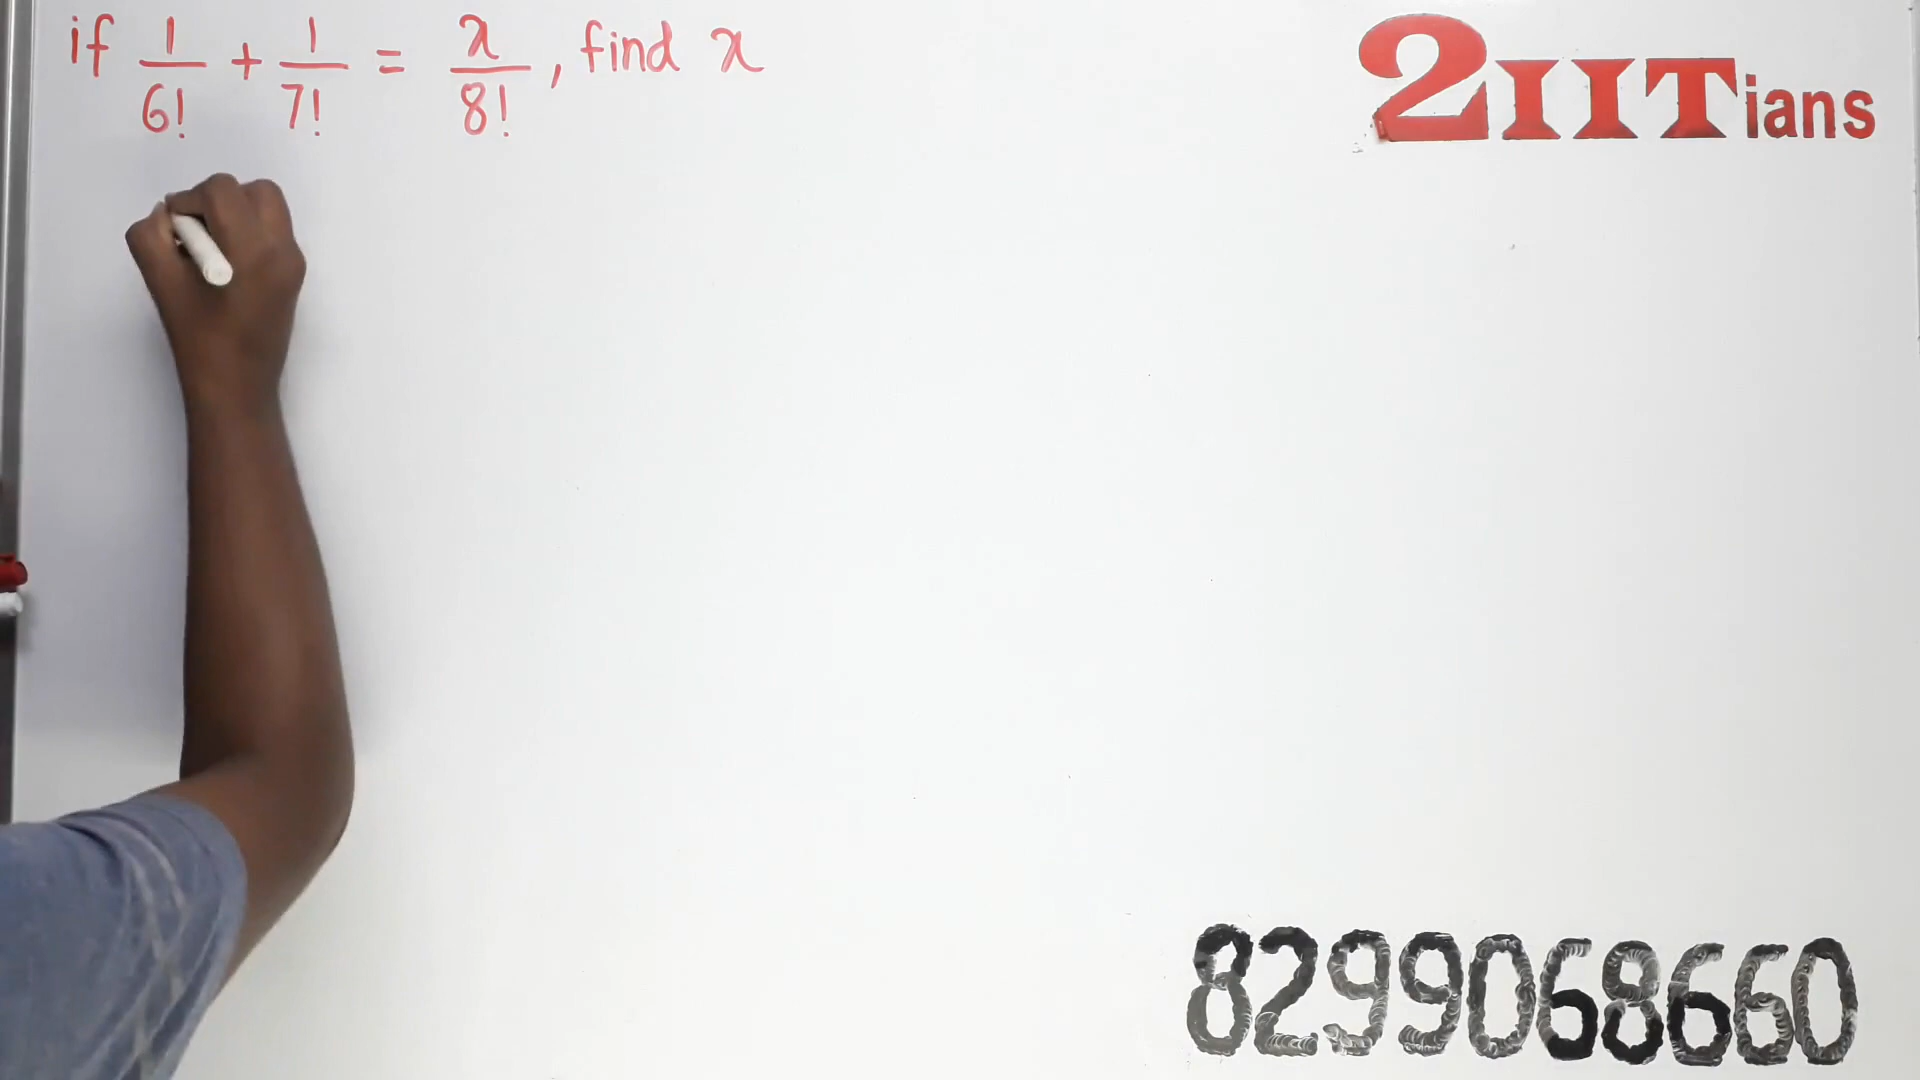 if 1/6! + 1/7! = x/8!, find x
2IITians
8299068660